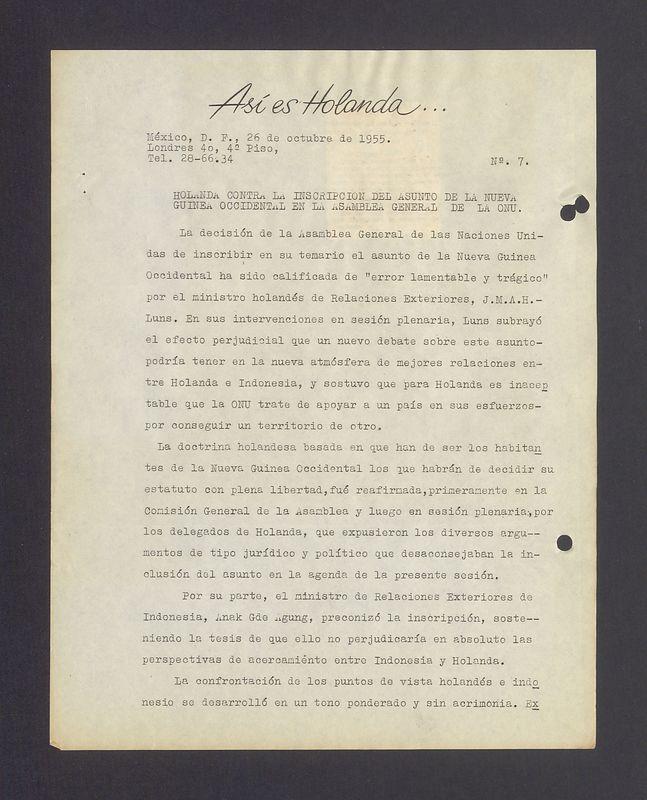 Así es Holanda...
México, D. F., 26 de octubre de 1955.
Londres 40, 4º Piso,
Tel. 28-66.34
Nº. 7.
HOLANDA CONTRA LA INSCRIPCION DEL ASUNTO DE LA NUEVA
GUINEA OCCIDENTAL EN LA ASAMBLEA GENERAL DE LA ONU.
La decisión de la Asamblea General de las Naciones Uni-
das de inscribir en su temario el asunto de la Nueva Guinea
Occidental ha sido calificada de "error lamentable y trágico"
por el ministro holandés de Relaciones Exteriores, J.M.A.H.-
Luns. En sus intervenciones en sesión plenaria, Luns subrayó
el efecto perjudicial que un nuevo debate sobre este asunto-
podría tener en la nueva atmósfera de mejores relaciones en-
tre Holanda e Indonesia, y sostuvo que para Holanda es inacep
table que la ONU trate de apoyar a un país en sus esfuerzos-
por conseguir un territorio de otro.
La doctrina holandesa basada en que han de ser los habitan
tes de la Nueva Guinea Occidental los que habrán de decidir su
estatuto con plena libertad, fué reafirmada, primeramente en la
Comisión General de la Asamblea y luego en sesión plenaria, por
los delegados de Holanda, que expusieron los diversos argu--
mentos de tipo jurídico y político que desaconsejaban la in-
clusión del asunto en la agenda de la presente sesión.
Por su parte, el ministro de Relaciones Exteriores de
Indonesia, Anak Gde Agung, preconizó la inscripción, soste--
niendo la tesis de que ello no perjudicaría en absoluto las
perspectivas de acercamiénto entre Indonesia y Holanda.
La confrontación de los puntos de vista holandés e indo
nesio se desarrolló en un tono ponderado y sin acrimonia. Ex